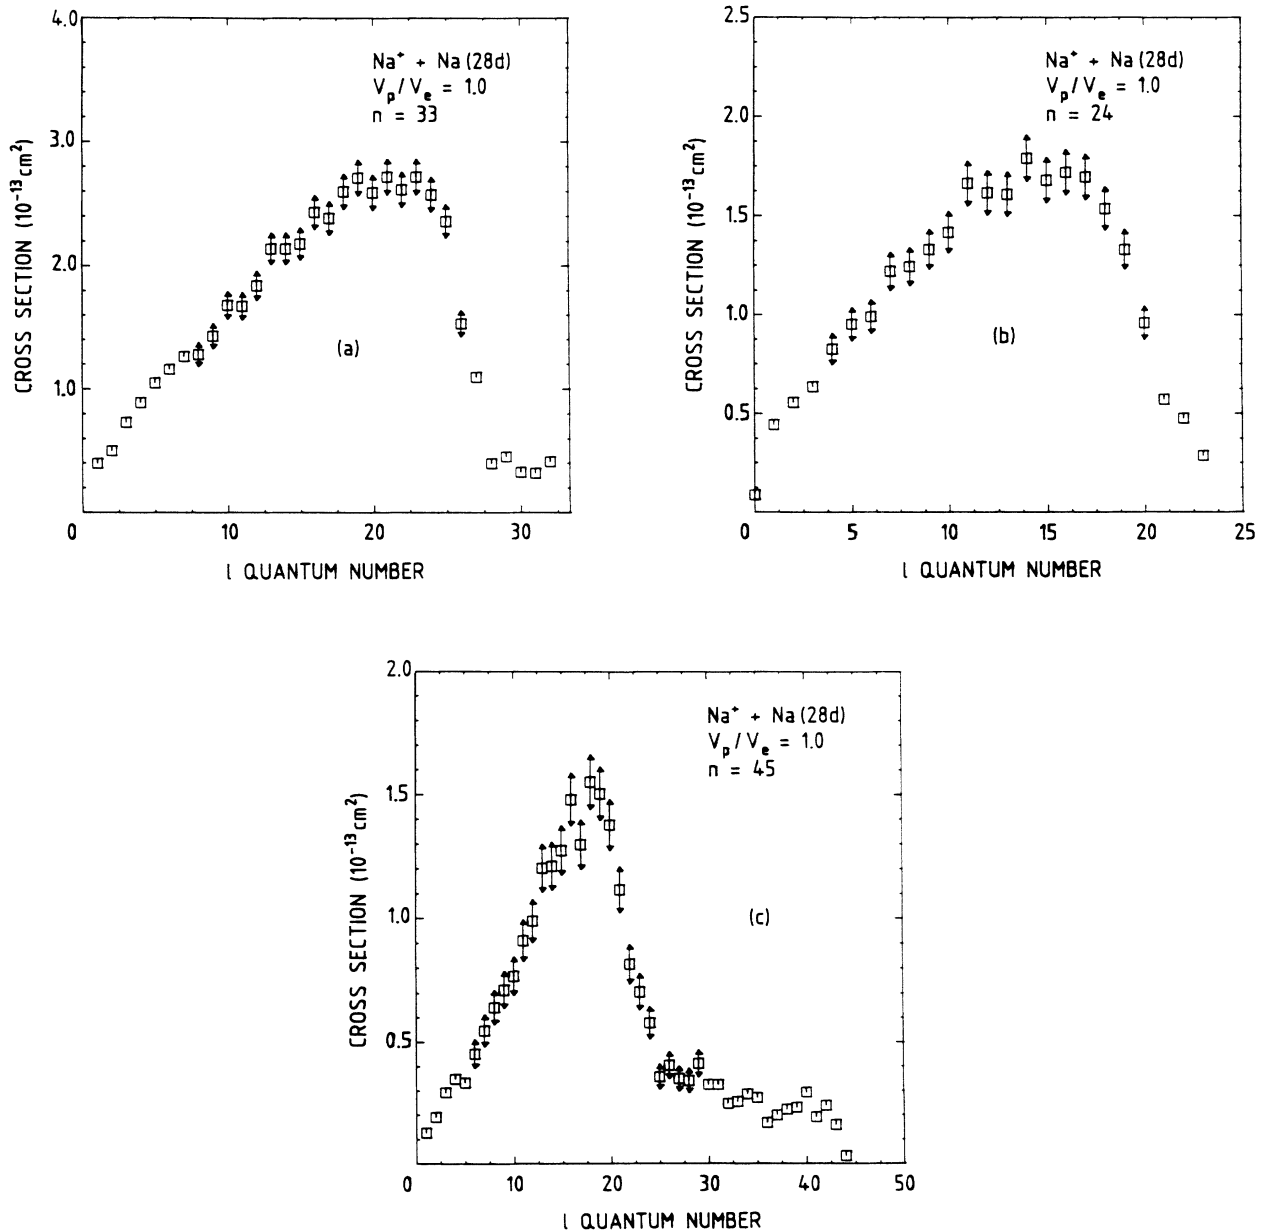 4.0
3.0
2.0
1.0
0
10
20
30
CROSS SECTION (10⁻¹³cm²)
l QUANTUM NUMBER
Na⁺ + Na(28d)
Vₚ/Vₑ = 1.0
n = 33
(a)
2.5
2.0
1.5
1.0
0.5
0
5
10
15
20
25
CROSS SECTION (10⁻¹³cm²)
l QUANTUM NUMBER
Na⁺ + Na(28d)
Vₚ/Vₑ = 1.0
n = 24
(b)
2.0
1.5
1.0
0.5
0
10
20
30
40
50
CROSS SECTION (10⁻¹³cm²)
l QUANTUM NUMBER
Na⁺ + Na(28d)
Vₚ/Vₑ = 1.0
n = 45
(c)